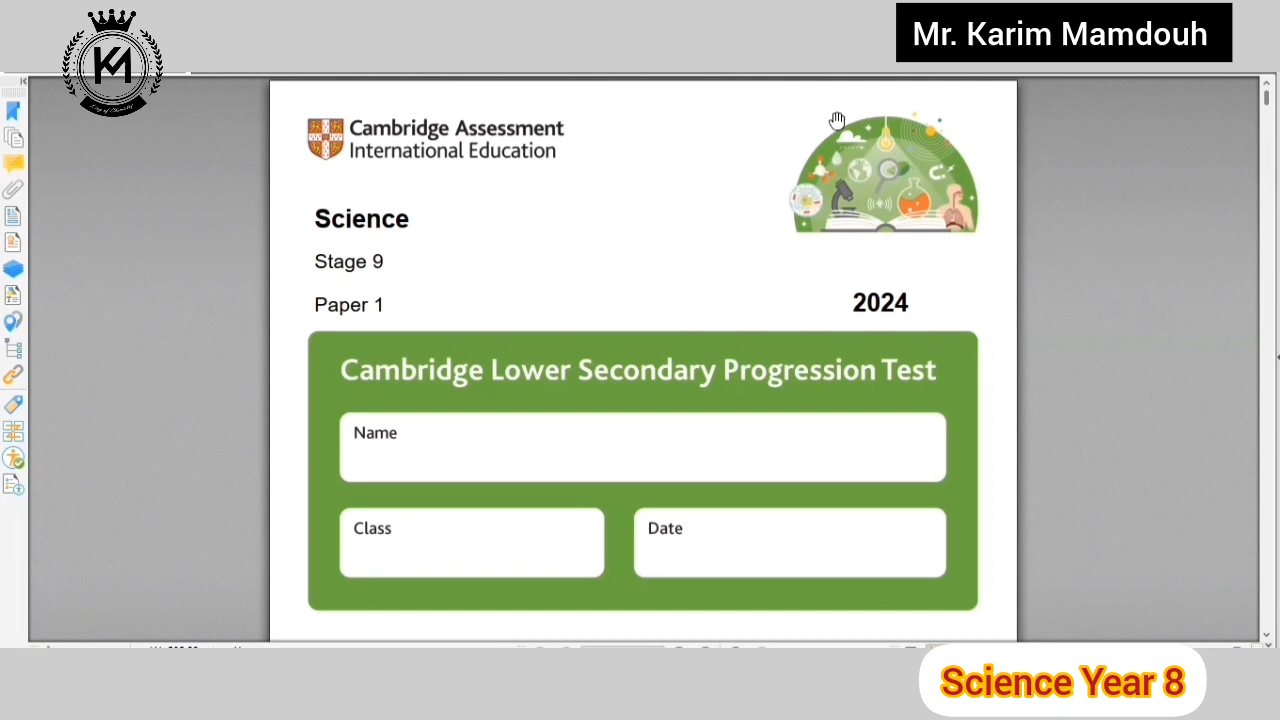 KM
Mr. Karim Mamdouh
Cambridge Assessment
International Education
Science
Stage 9
Paper 1
2024
Cambridge Lower Secondary Progression Test
Name
Class
Date
Science Year 8